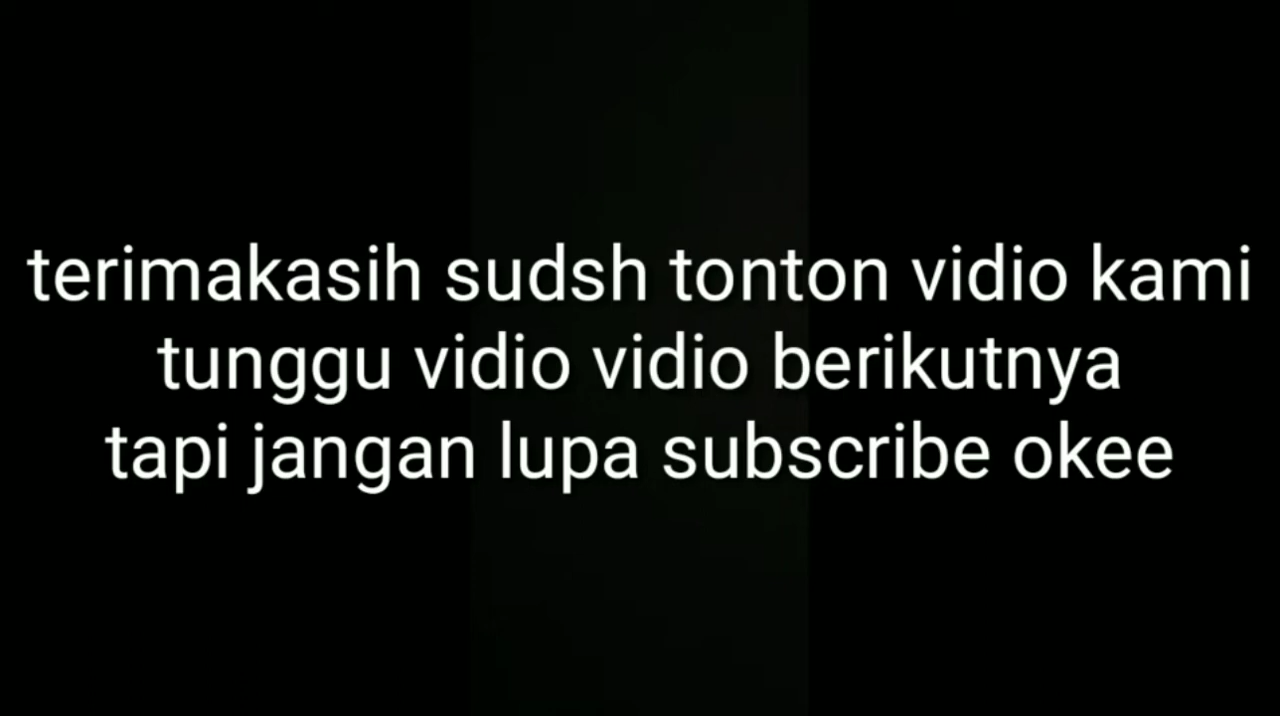 terimakasih sudsh tonton vidio kami
tunggu vidio vidio berikutnya
tapi jangan lupa subscribe okee